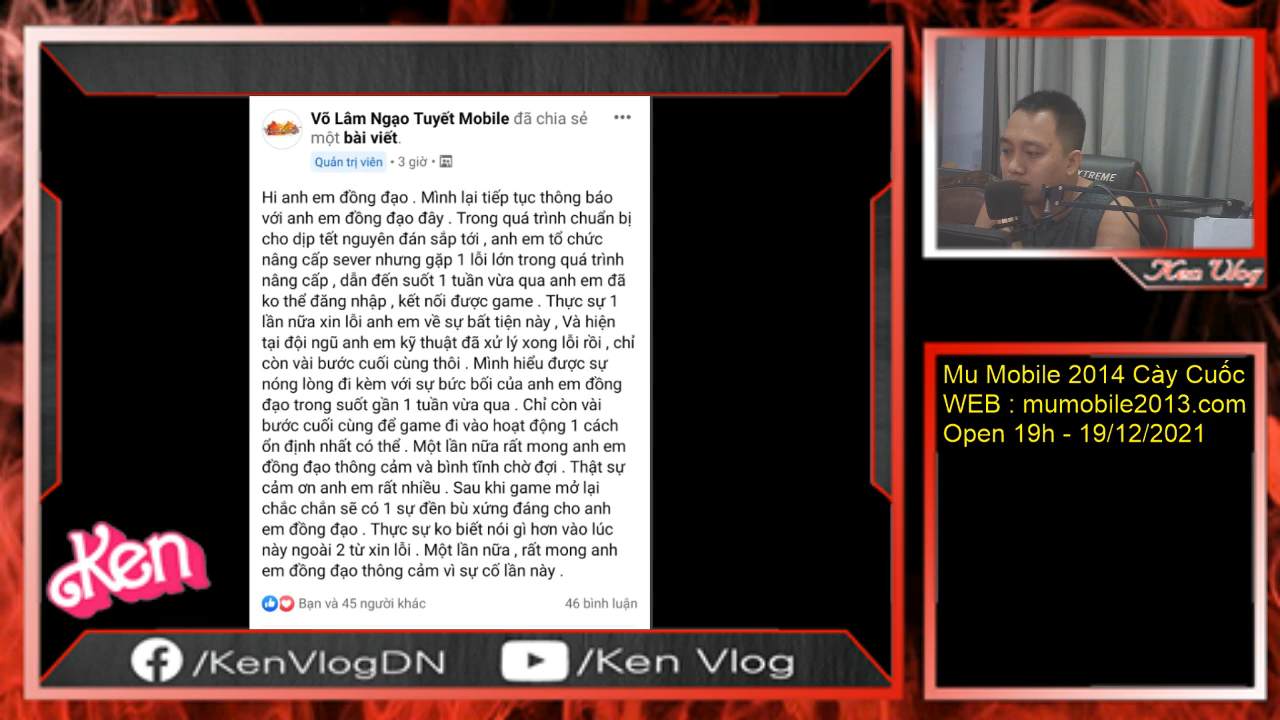 Võ Lâm Ngạo Tuyết Mobile đã chia sẻ
một bài viết.
Quản trị viên • 3 giờ •
Hi anh em đồng đạo . Mình lại tiếp tục thông báo
với anh em đồng đạo đây . Trong quá trình chuẩn bị
cho dịp tết nguyên đán sắp tới , anh em tổ chức
nâng cấp sever nhưng gặp 1 lỗi lớn trong quá trình
nâng cấp , dẫn đến suốt 1 tuần vừa qua anh em đã
ko thể đăng nhập , kết nối được game . Thực sự 1
lần nữa xin lỗi anh em về sự bất tiện này , Và hiện
tại đội ngũ anh em kỹ thuật đã xử lý xong lỗi rồi , chỉ
còn vài bước cuối cùng thôi . Mình hiểu được sự
nóng lòng đi kèm với sự bức bối của anh em đồng
đạo trong suốt gần 1 tuần vừa qua . Chỉ còn vài
bước cuối cùng để game đi vào hoạt động 1 cách
ổn định nhất có thể . Một lần nữa rất mong anh em
đồng đạo thông cảm và bình tĩnh chờ đợi . Thật sự
cảm ơn anh em rất nhiều . Sau khi game mở lại
chắc chắn sẽ có 1 sự đền bù xứng đáng cho anh
em đồng đạo . Thực sự ko biết nói gì hơn vào lúc
này ngoài 2 từ xin lỗi . Một lần nữa , rất mong anh
em đồng đạo thông cảm vì sự cố lần này .
Bạn và 45 người khác
46 bình luận
Ken
/KenVlogDN
/Ken Vlog
XTREME
Ken Vlog
Mu Mobile 2014 Cày Cuốc
WEB : mumobile2013.com
Open 19h - 19/12/2021